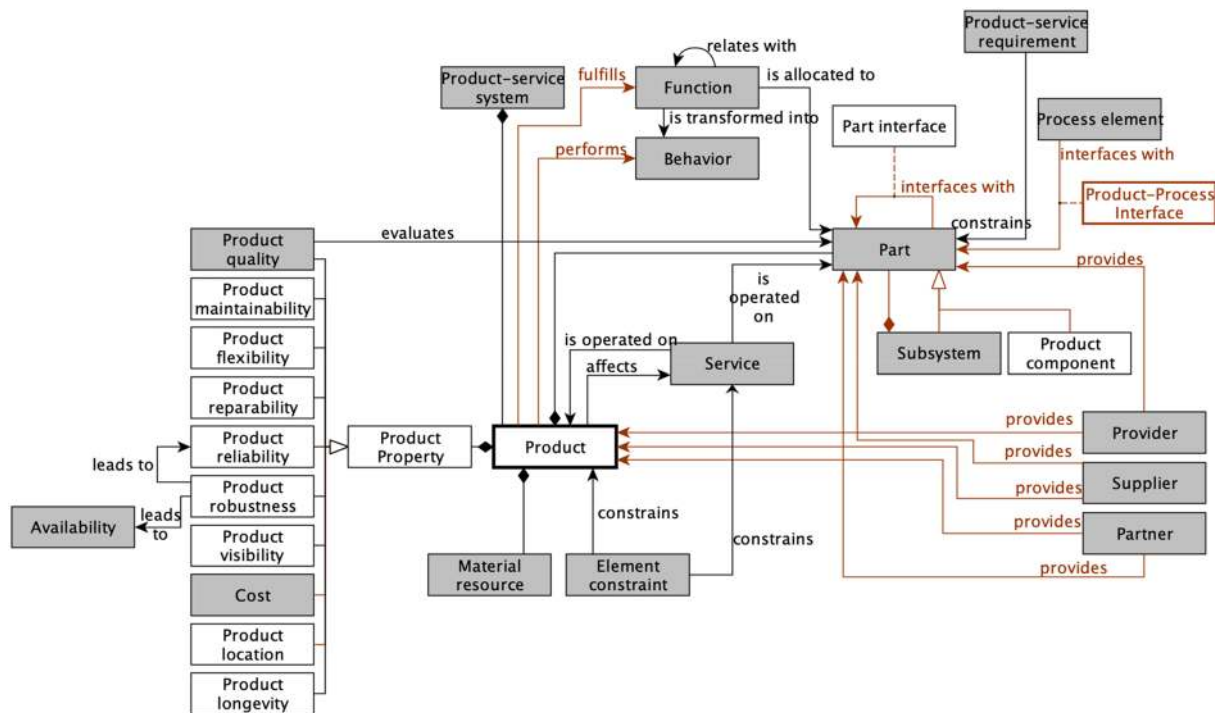 Product-service
requirement
relates with
Product-service
system
fulfills
Function
is allocated to
is transformed into
Part interface
Process element
performs
Behavior
interfaces with
interfaces with
Product-Process
Interface
Product
quality
evaluates
constrains
Part
provides
Product
maintainability
is
operated
on
Product
flexibility
is operated on
affects
Service
Subsystem
Product
component
Product
reparability
provides
Provider
Product
reliability
Product
Property
Product
leads to
provides
Supplier
provides
Product
robustness
Availability
leads
to
constrains
provides
Partner
Product
visibility
constrains
Material
resource
Element
constraint
provides
Cost
Product
location
Product
longevity